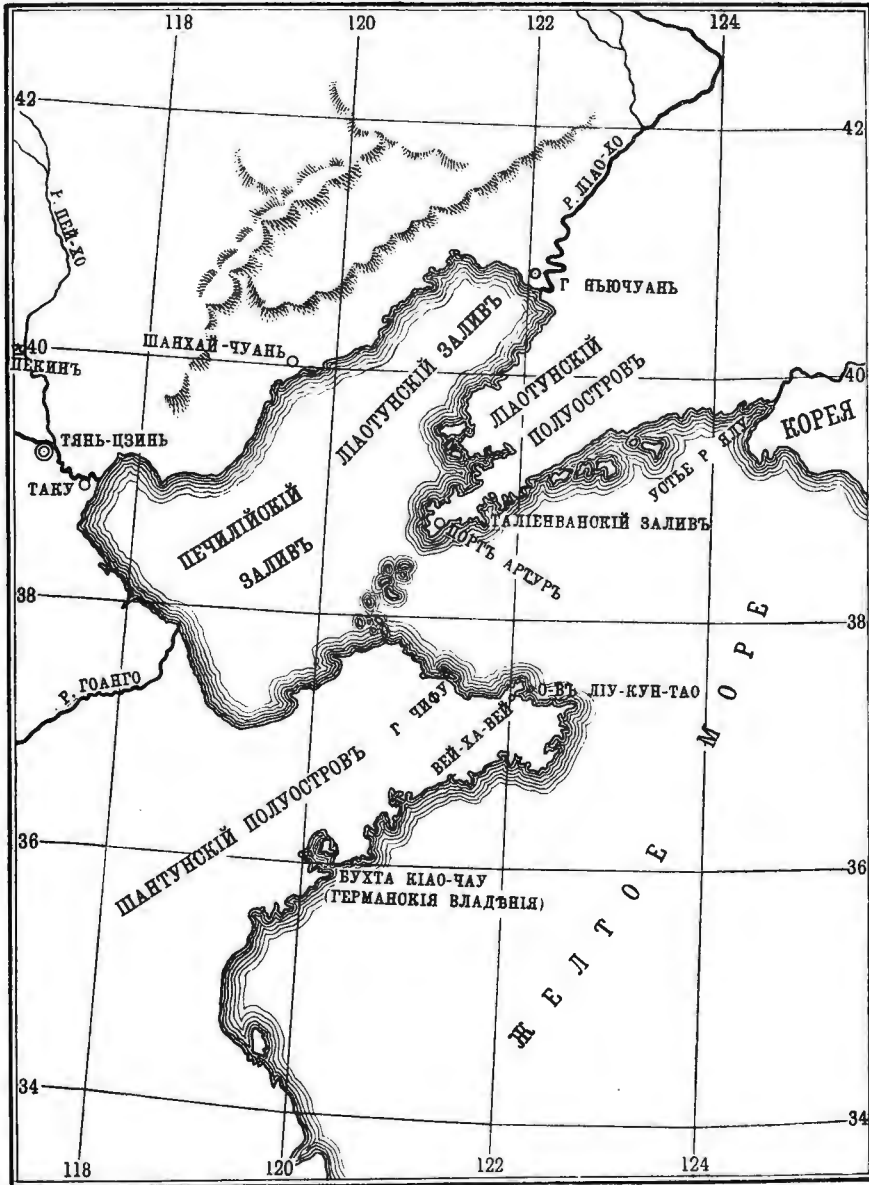 118 120 122 124
42 42
Р. ПЕЙ-ХО
Р. ЛІАО-ХО
Г НЬЮЧУАНЬ
40 ШАНХАЙ-ЧУАНЬ
ПЕКИНЪ
ЛІАОТУНСКІЙ ЗАЛИВЪ
ЛІАОТУНСКІЙ
ПОЛУОСТРОВЪ
40
КОРЕЯ
ТЯНЬ-ЦЗИНЬ
ТАКУ
УСТЬЕ Р ЯЛУ
ПЕЧИЛІЙСКІЙ
ЗАЛИВЪ
ТАЛІЕНВАНСКІЙ ЗАЛИВЪ
ПОРТЪ АРТУРЪ
38 38
Р. ГОАНГО
Г ЧИФУ
О-ВЪ ЛІУ-КУН-ТАО
ВЕЙ-ХА-ВЕЙ
ШАНТУНСКІЙ ПОЛУОСТРОВЪ
36 36
БУХТА КІАО-ЧАУ
(ГЕРМАНСКІЯ ВЛАДѢНІЯ)
ЖЕЛТОЕ МОРЕ
34 34
118 120 122 124